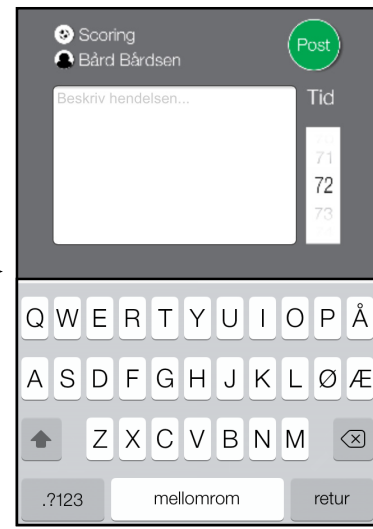 Scoring
Post
Bård Bårdsen
Beskriv hendelsen...
Tid
71
72
73
Q W E R T Y U I O P Å
A S D F G H J K L Ø Æ
Z X C V B N M
.?123 mellomrom retur